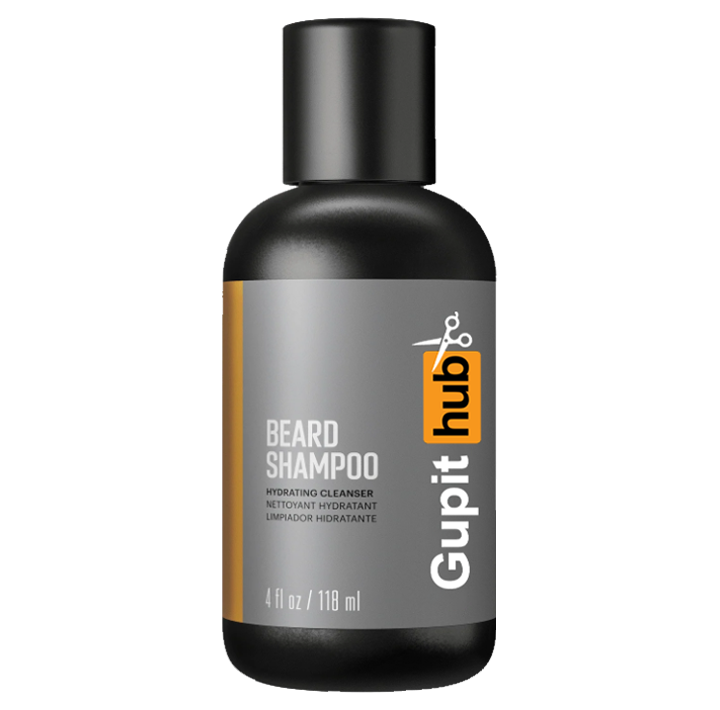 BEARD
SHAMPOO
HYDRATING CLEANSER
NETTOYANT HYDRATANT
LIMPIADOR HIDRATANTE
4 fl oz / 118 ml
Gupit hub